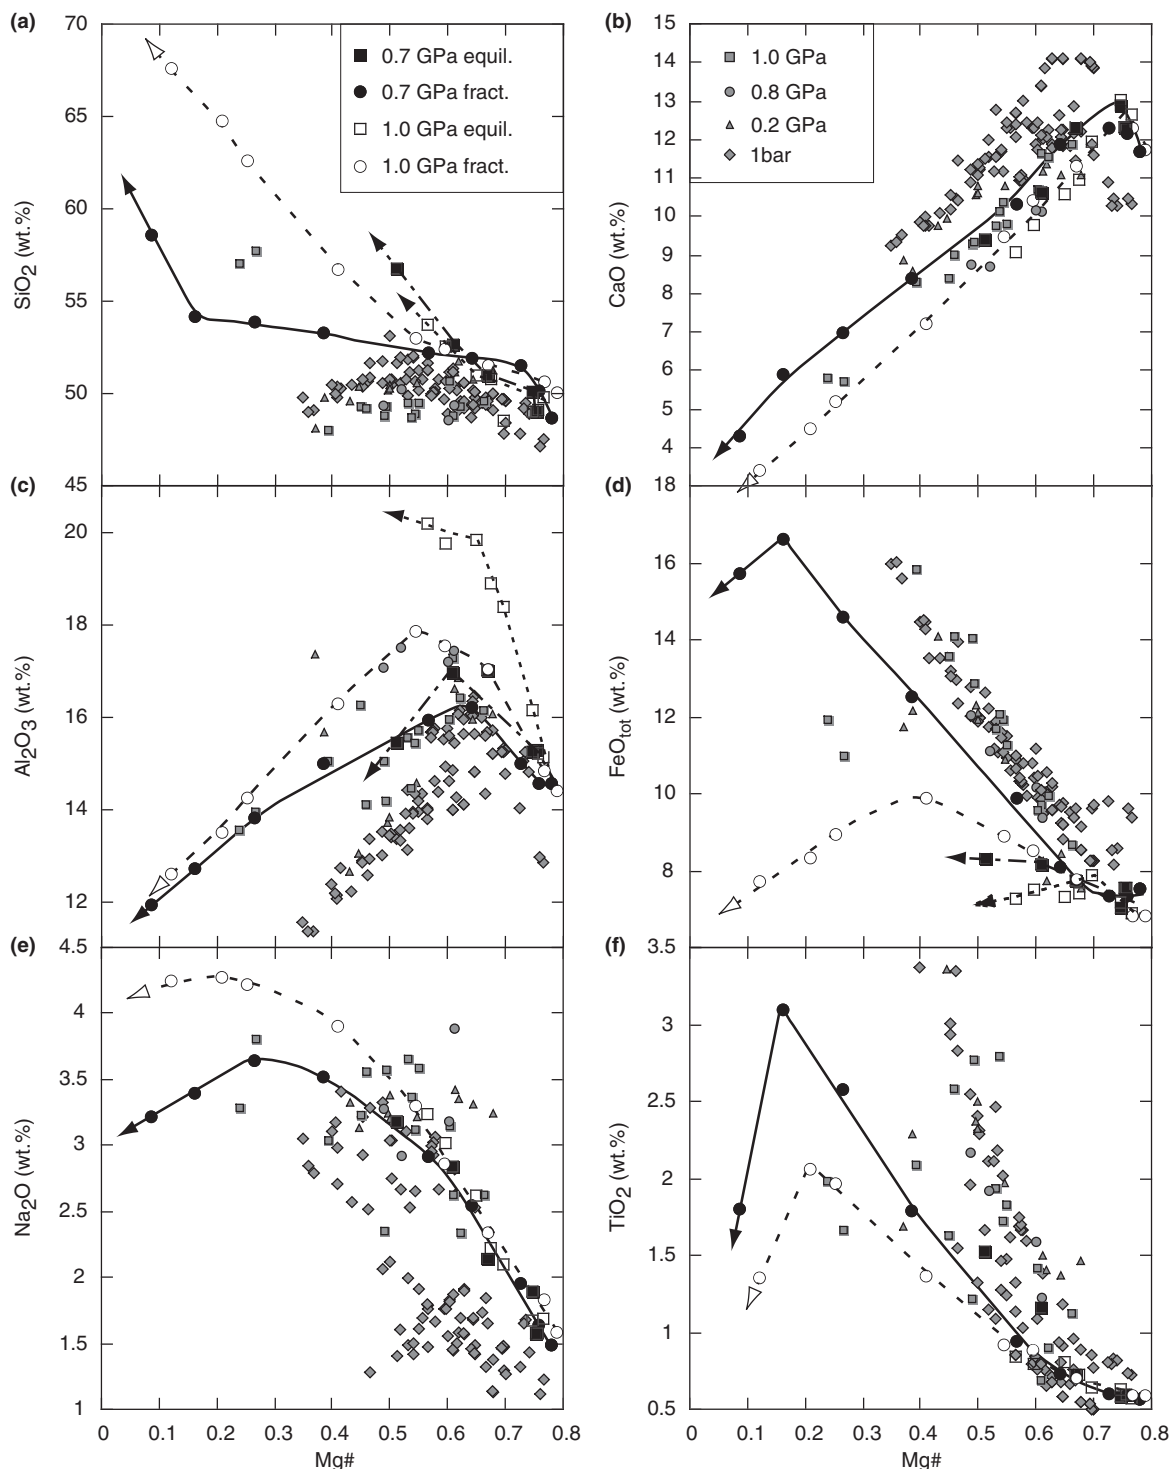 (a)
70
65
60
55
50
45
SiO2 (wt.%)
0.7 GPa equil.
0.7 GPa fract.
1.0 GPa equil.
1.0 GPa fract.
(b)
15
14
13
12
11
10
9
8
7
6
5
4
CaO (wt.%)
1.0 GPa
0.8 GPa
0.2 GPa
1bar
(c)
20
18
16
14
12
Al2O3 (wt.%)
(d)
18
16
14
12
10
8
FeOtot (wt.%)
(e)
4.5
4
3.5
3
2.5
2
1.5
1
Na2O (wt.%)
0 0.1 0.2 0.3 0.4 0.5 0.6 0.7 0.8
Mg#
(f)
3.5
3
2.5
2
1.5
1
0.5
TiO2 (wt.%)
0 0.1 0.2 0.3 0.4 0.5 0.6 0.7 0.8
Mg#